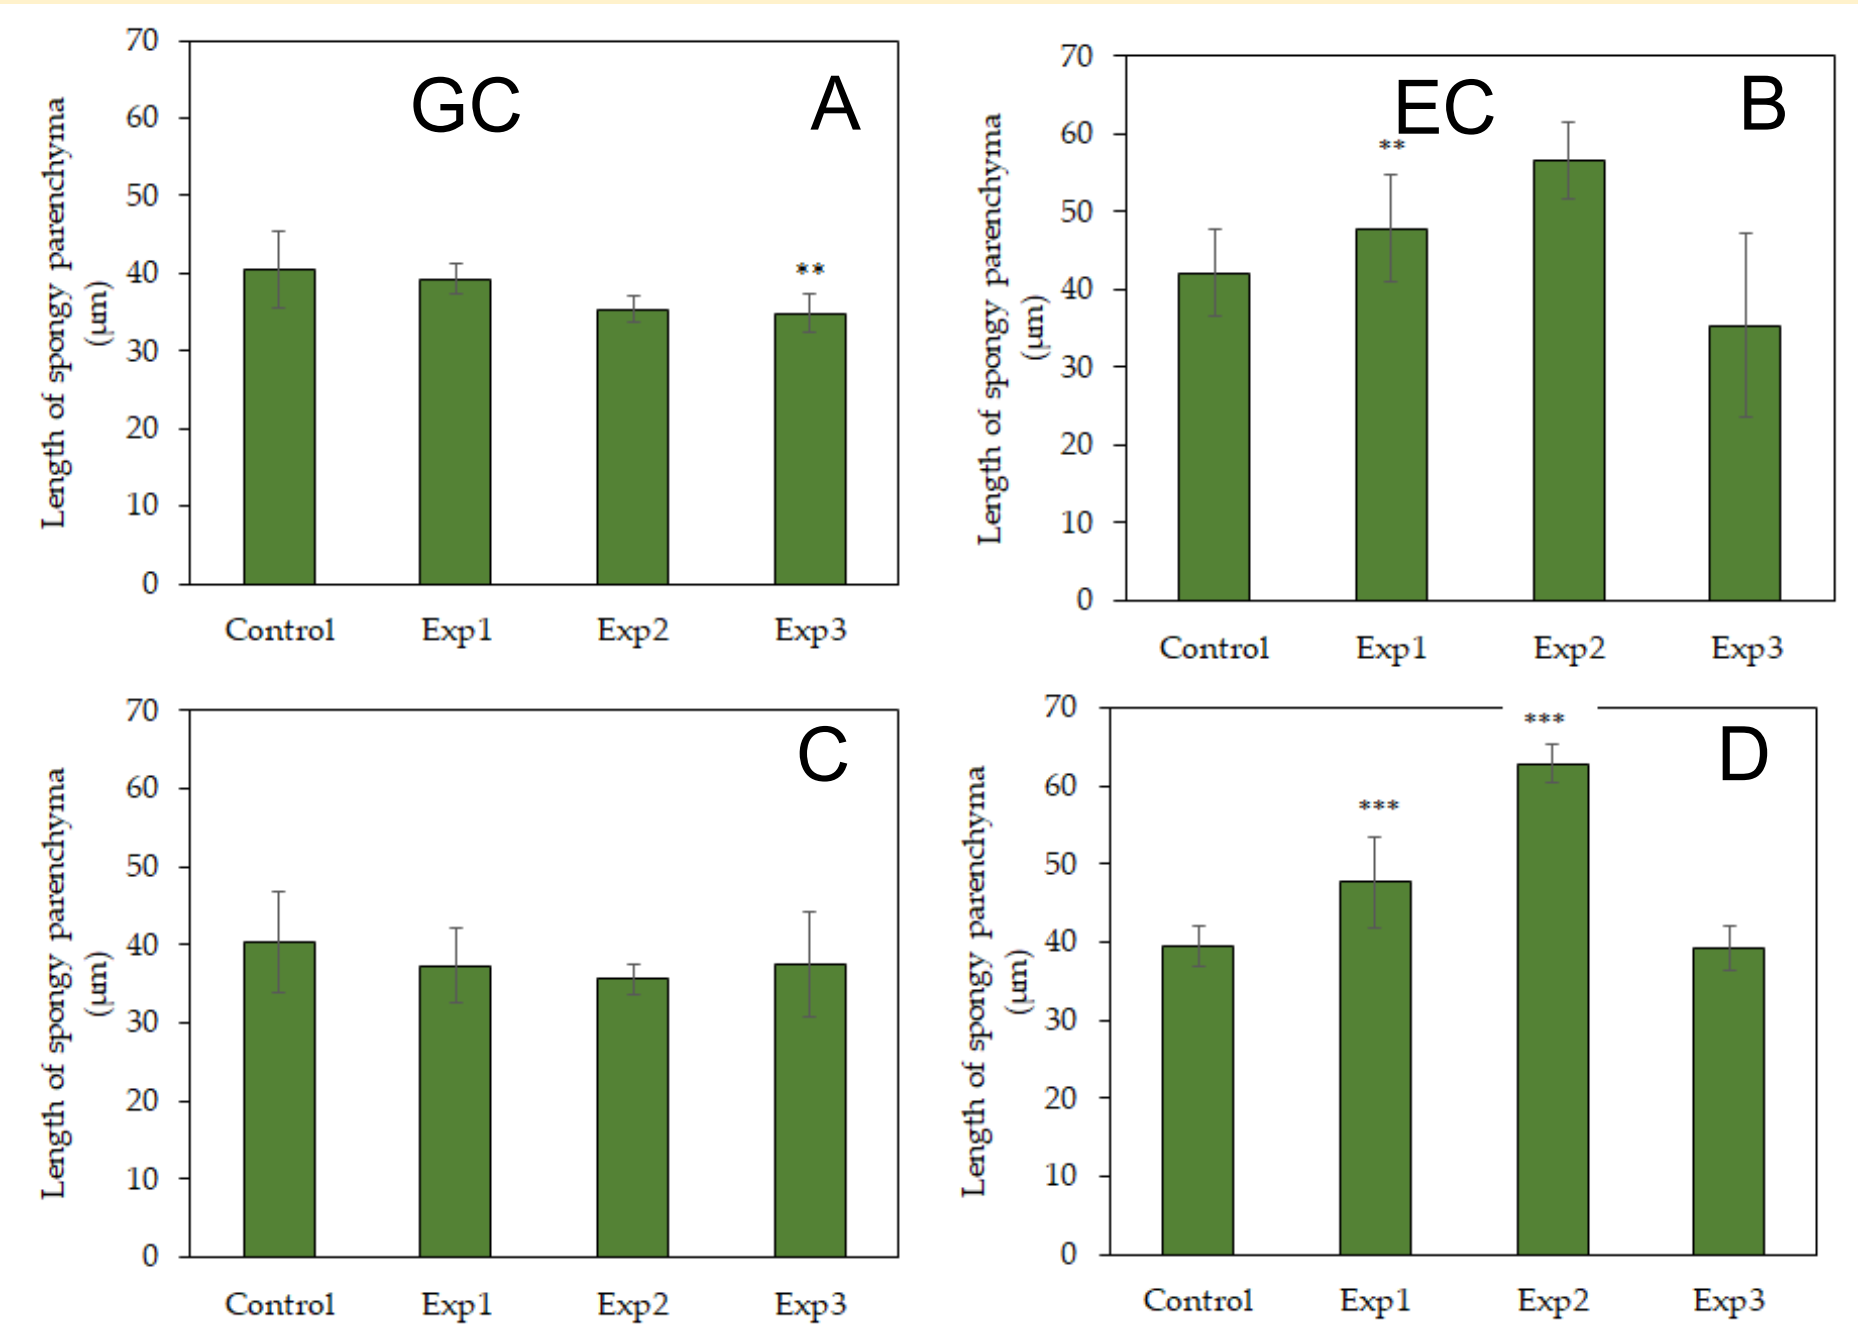 GC
A
Length of spongy parenchyma
(µm)
70
60
50
40
30
20
10
0
**
Control Exp1 Exp2 Exp3
EC
B
Length of spongy parenchyma
(µm)
70
60
50
40
30
20
10
0
**
Control Exp1 Exp2 Exp3
C
Length of spongy parenchyma
(µm)
70
60
50
40
30
20
10
0
Control Exp1 Exp2 Exp3
D
Length of spongy parenchyma
(µm)
70
60
50
40
30
20
10
0
***
***
Control Exp1 Exp2 Exp3